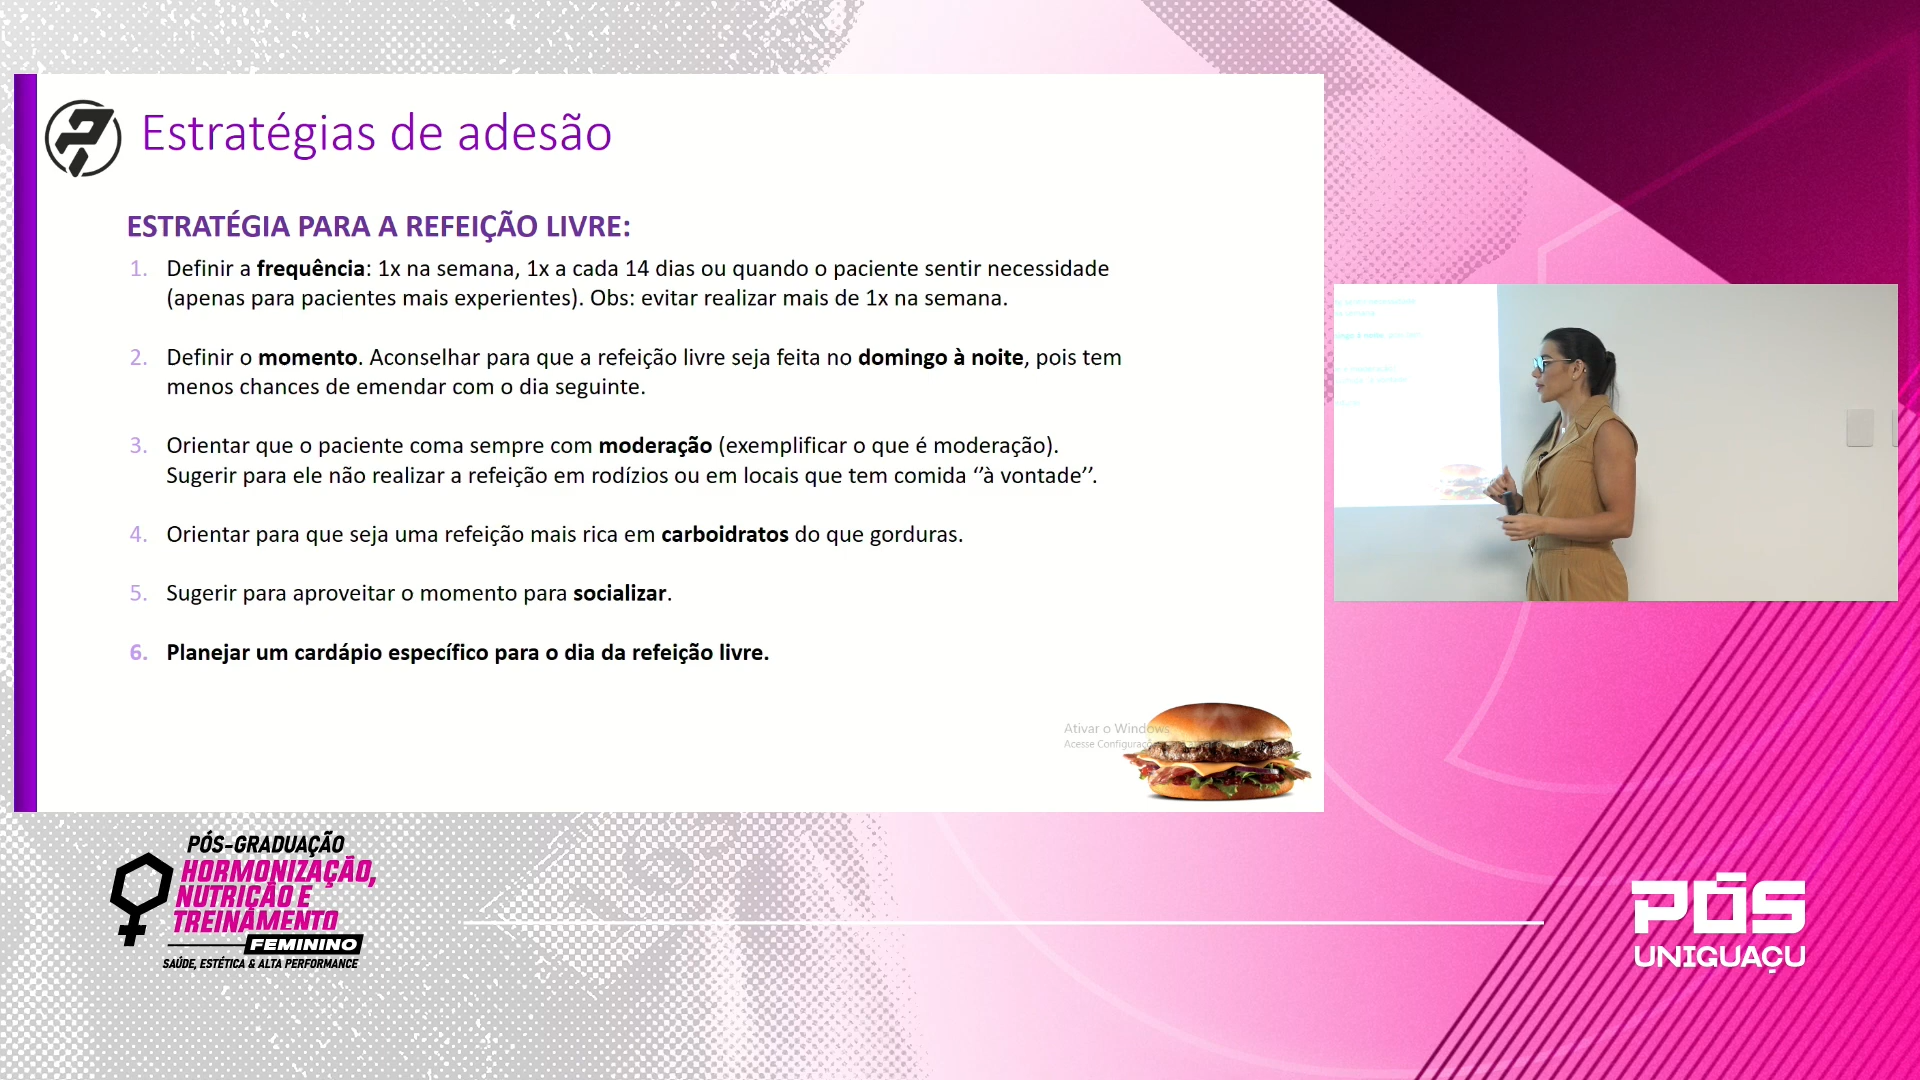 Estratégias de adesão
ESTRATÉGIA PARA A REFEIÇÃO LIVRE:
1. Definir a frequência: 1x na semana, 1x a cada 14 dias ou quando o paciente sentir necessidade
(apenas para pacientes mais experientes). Obs: evitar realizar mais de 1x na semana.
2. Definir o momento. Aconselhar para que a refeição livre seja feita no domingo à noite, pois tem
menos chances de emendar com o dia seguinte.
3. Orientar que o paciente coma sempre com moderação (exemplificar o que é moderação).
Sugerir para ele não realizar a refeição em rodízios ou em locais que tem comida ‘’à vontade’’.
4. Orientar para que seja uma refeição mais rica em carboidratos do que gorduras.
5. Sugerir para aproveitar o momento para socializar.
6. Planejar um cardápio específico para o dia da refeição livre.
Ativar o Windows
Acesse
PÓS-GRADUAÇÃO
HORMONIZAÇÃO,
NUTRIÇÃO E
TREINAMENTO
FEMININO
SAÚDE, ESTÉTICA & ALTA PERFORMANCE
PÓS
UNIGUAÇU